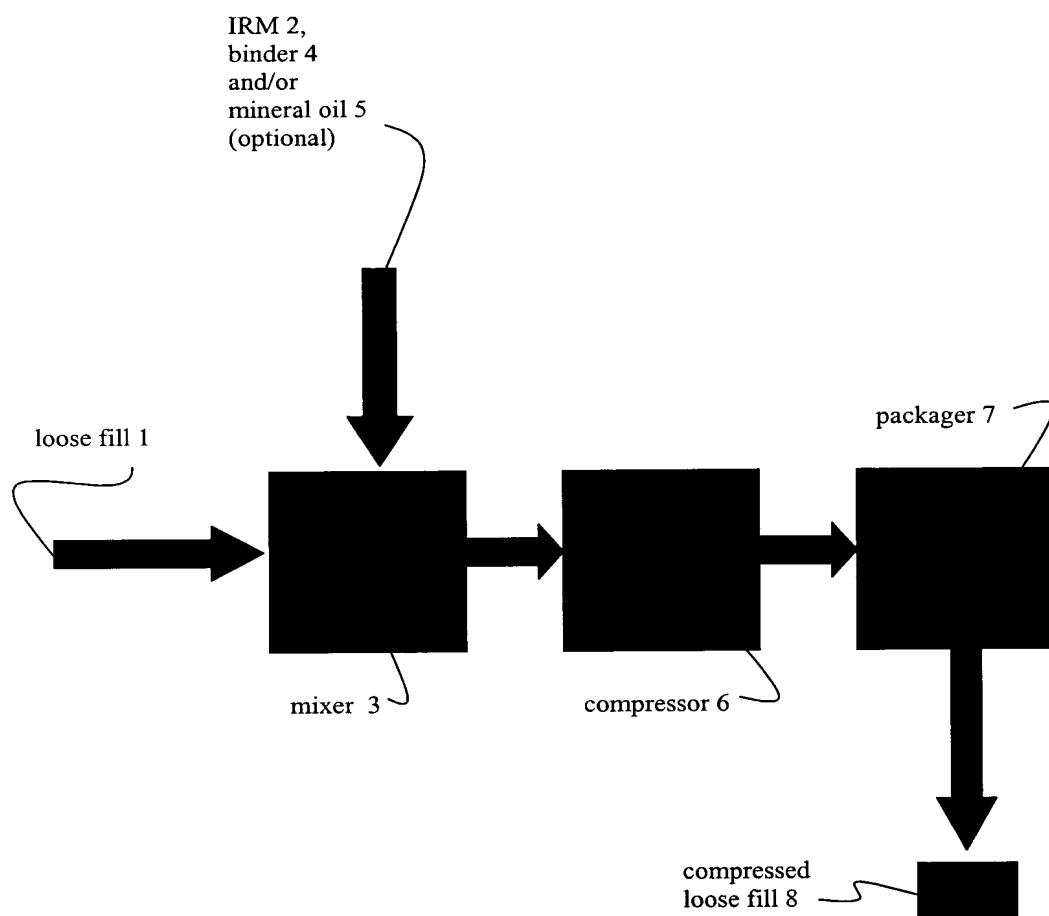 IRM 2,
binder 4
and/or
mineral oil 5
(optional)
packager 7
loose fill 1
mixer 3
compressor 6
compressed
loose fill 8